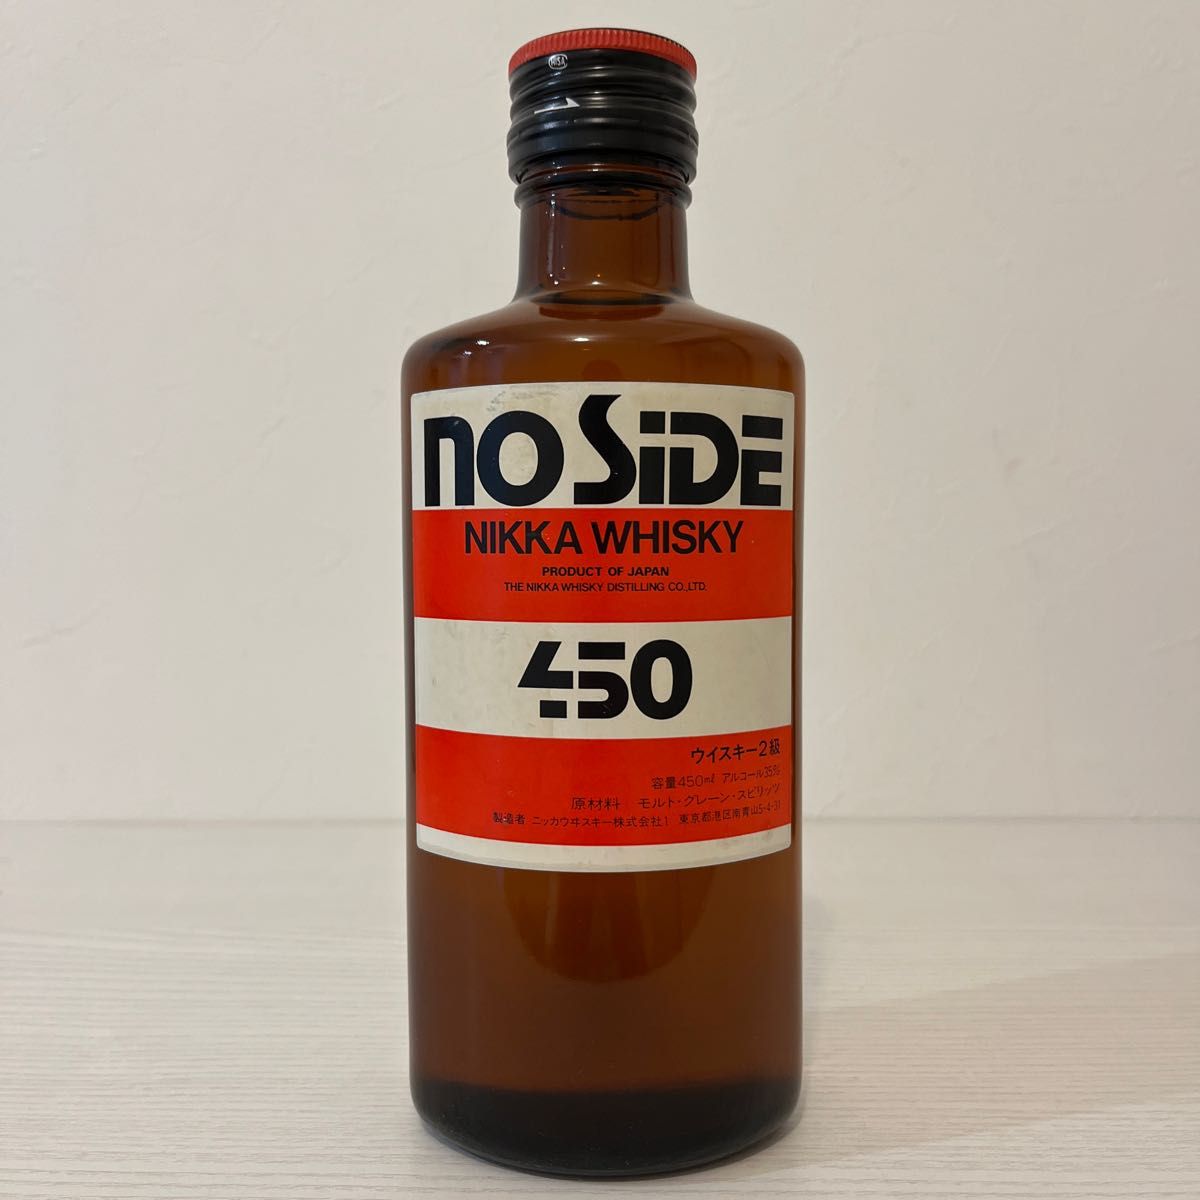 MISA
NO SiDE
NIKKA WHISKY
PRODUCT OF JAPAN
THE NIKKA WHISKY DISTILLING CO.,LTD.
450
ウイスキー2級
容量450ml アルコール35%
原材料 モルト・グレーン・スピリッツ
製造者 ニッカウヰスキー株式会社1 東京都港区南青山5-4-31